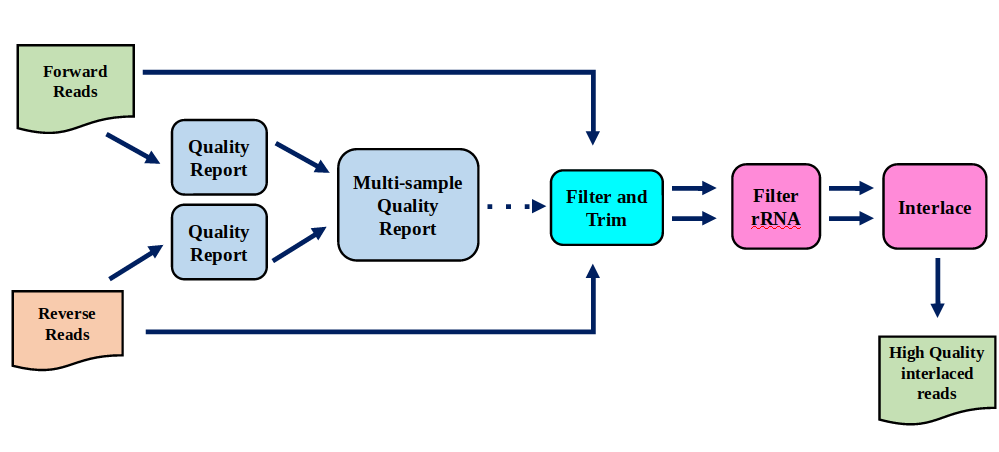 Forward
Reads
Quality
Report
Quality
Report
Reverse
Reads
Multi-sample
Quality
Report
Filter and
Trim
Filter
rRNA
Interlace
High Quality
interlaced
reads